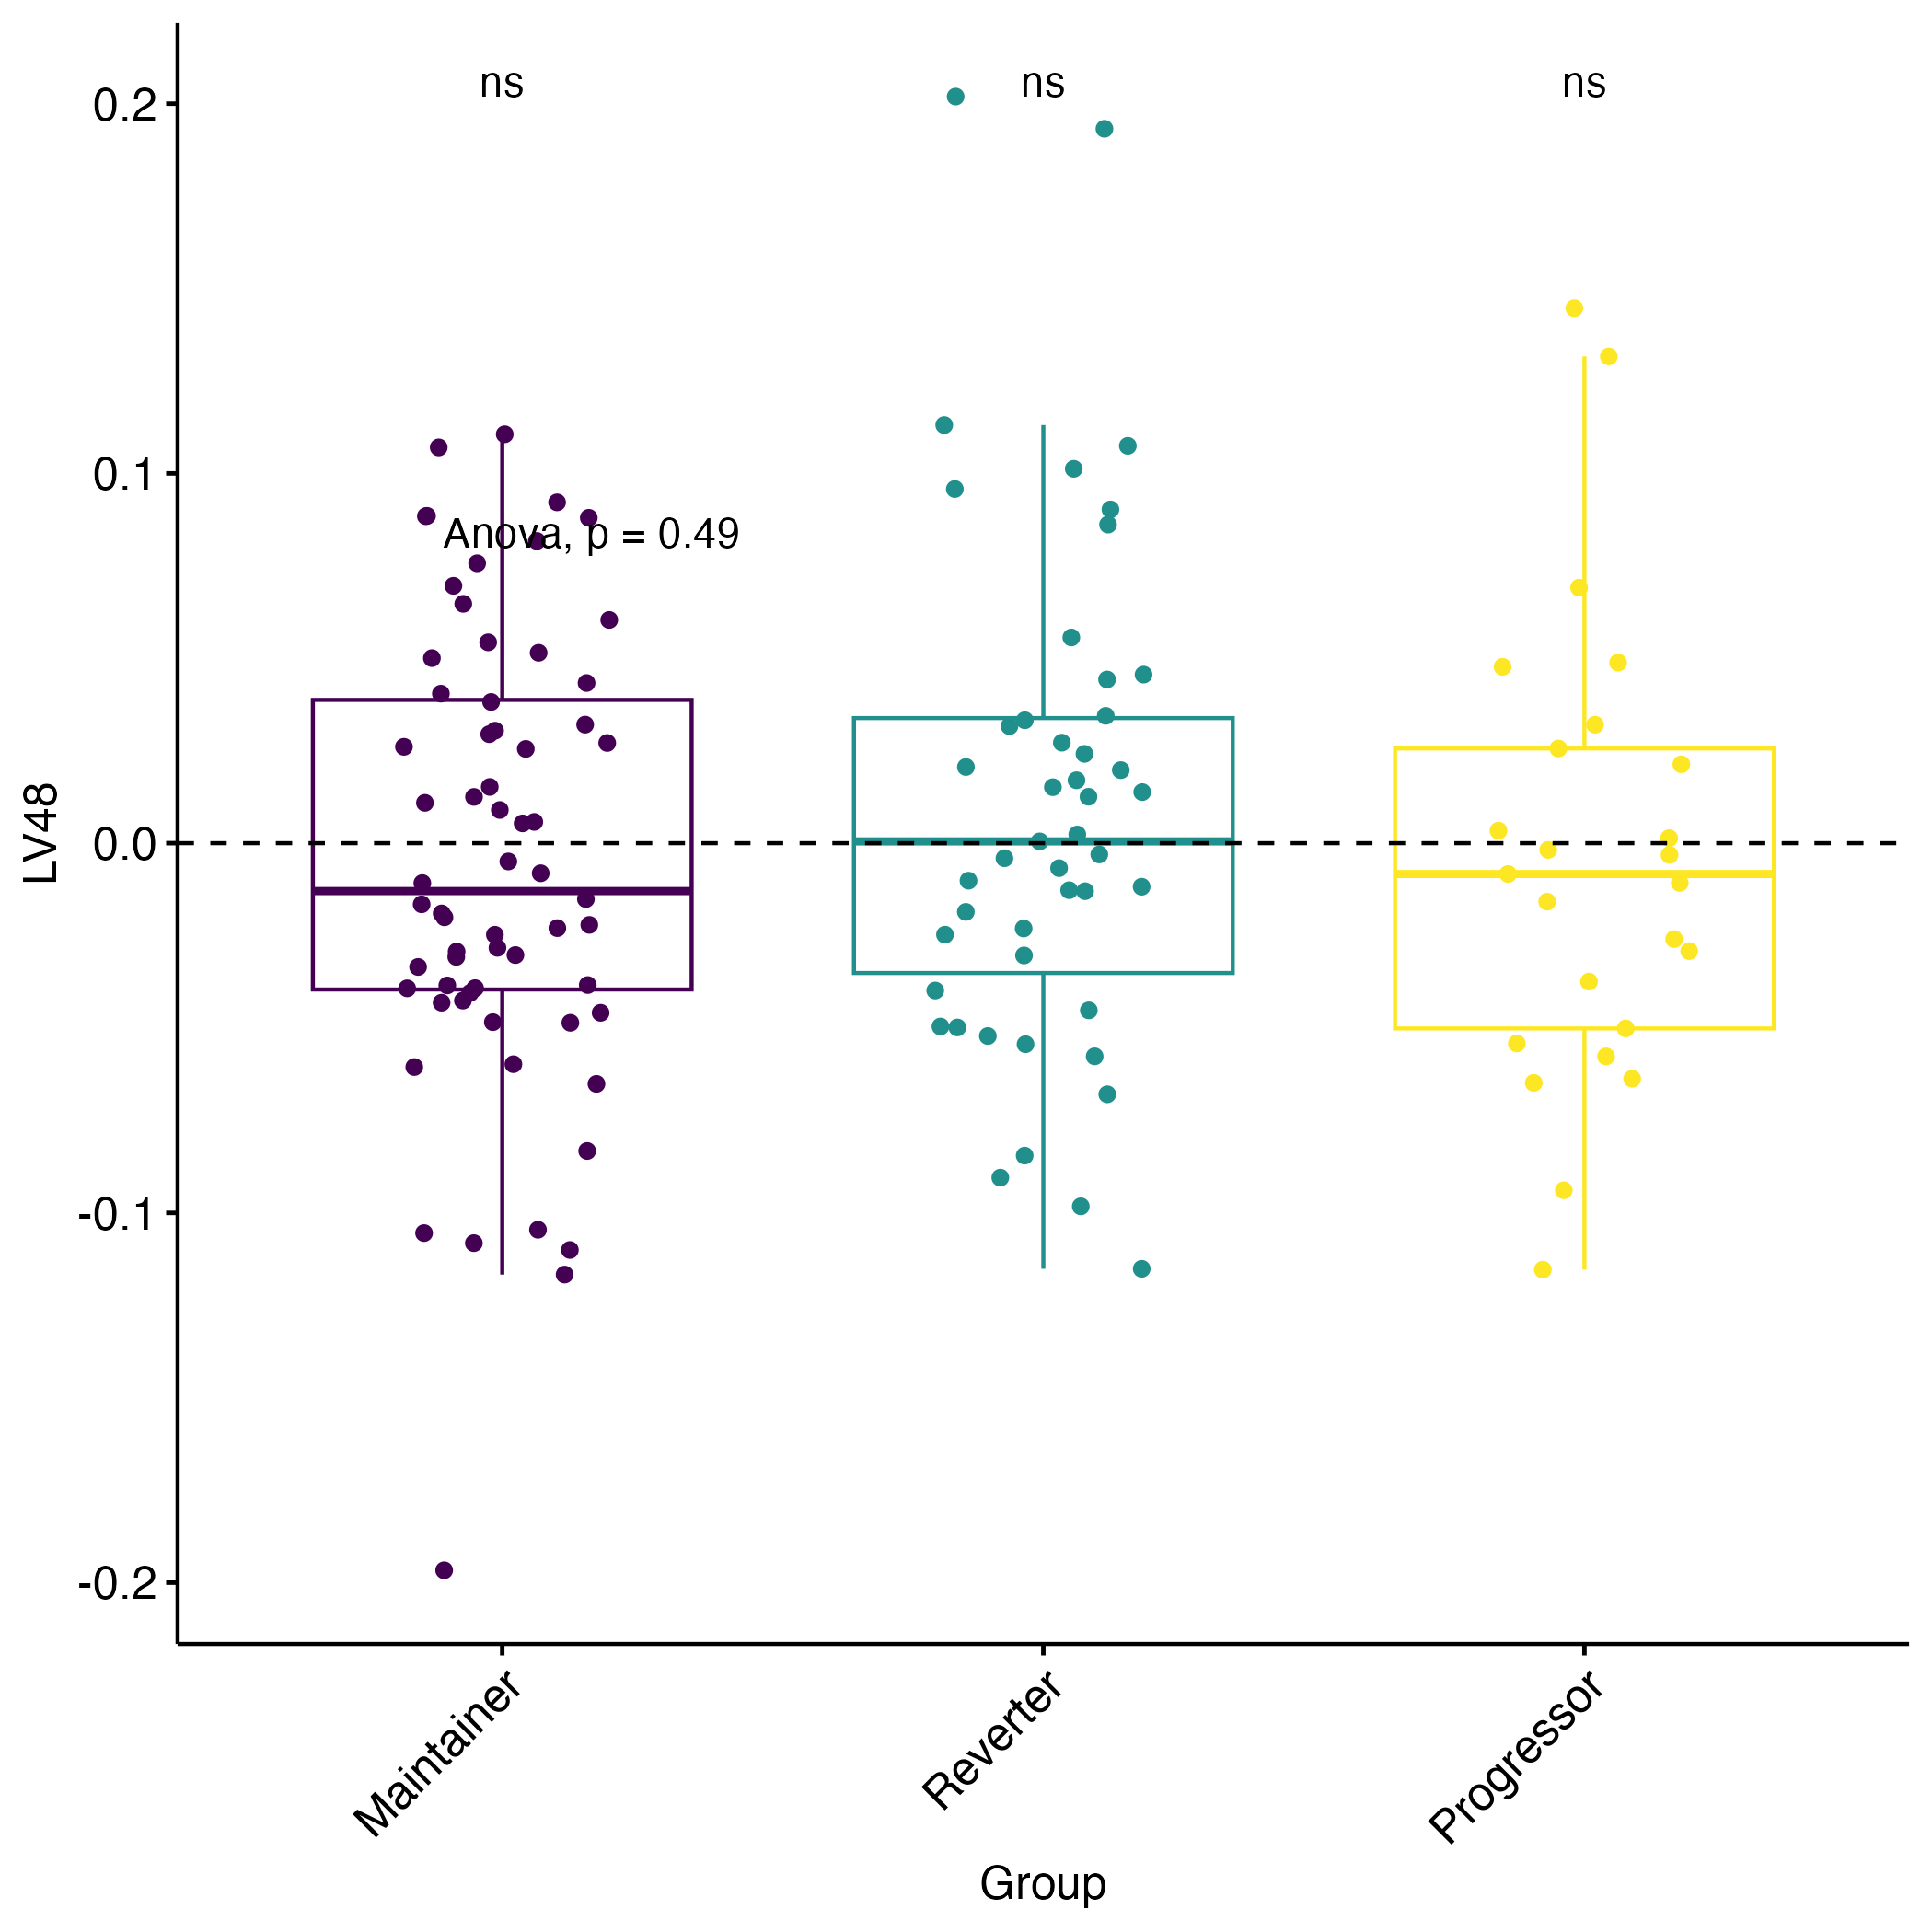 ns ns ns
0.2
0.1
Anova, p = 0.49
0.0
-0.1
-0.2
LV48
Maintainer Reverter Progressor
Group